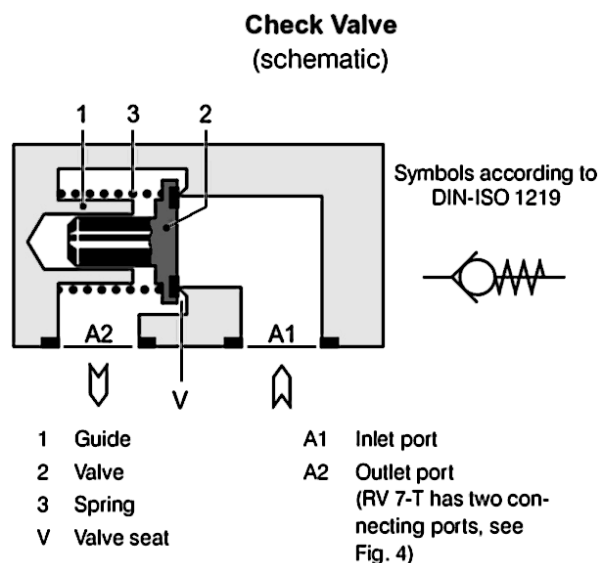 Check Valve
(schematic)
1 3 2
Symbols according to
DIN-ISO 1219
A2 A1
V
1 Guide
2 Valve
3 Spring
V Valve seat
A1 Inlet port
A2 Outlet port
(RV 7-T has two con-
necting ports, see
Fig. 4)